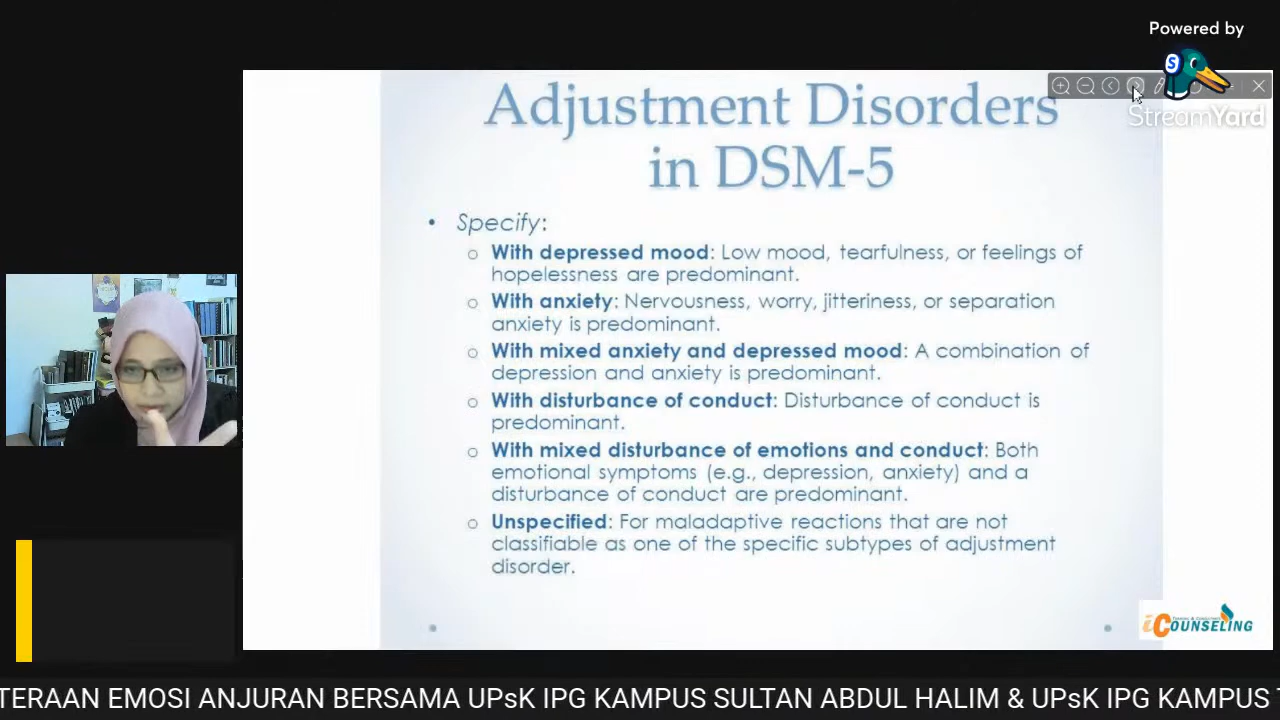 Powered by
S
StreamYard
Adjustment Disorders
in DSM-5
• Specify:
o With depressed mood: Low mood, tearfulness, or feelings of
hopelessness are predominant.
o With anxiety: Nervousness, worry, jitteriness, or separation
anxiety is predominant.
o With mixed anxiety and depressed mood: A combination of
depression and anxiety is predominant.
o With disturbance of conduct: Disturbance of conduct is
predominant.
o With mixed disturbance of emotions and conduct: Both
emotional symptoms (e.g., depression, anxiety) and a
disturbance of conduct are predominant.
o Unspecified: For maladaptive reactions that are not
classifiable as one of the specific subtypes of adjustment
disorder.
iCOUNSELING
TERAAN EMOSI ANJURAN BERSAMA UPsK IPG KAMPUS SULTAN ABDUL HALIM & UPsK IPG KAMPUS